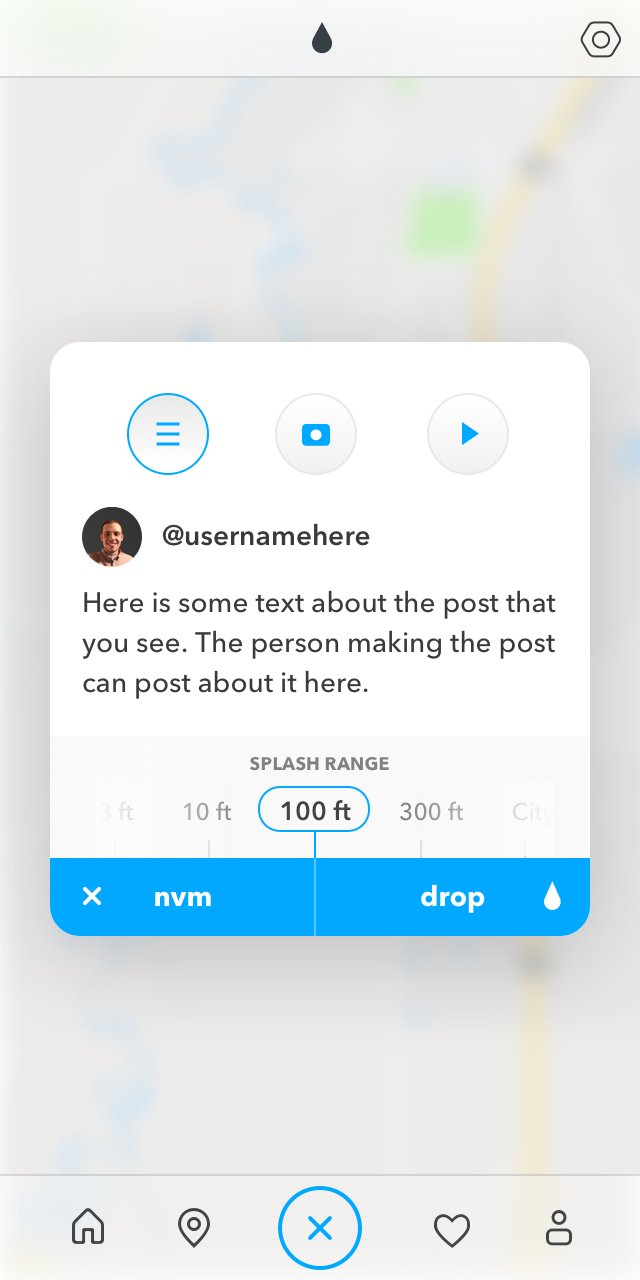 @usernamehere
Here is some text about the post that
you see. The person making the post
can post about it here.
SPLASH RANGE
3 ft 10 ft 100 ft 300 ft City
nvm drop